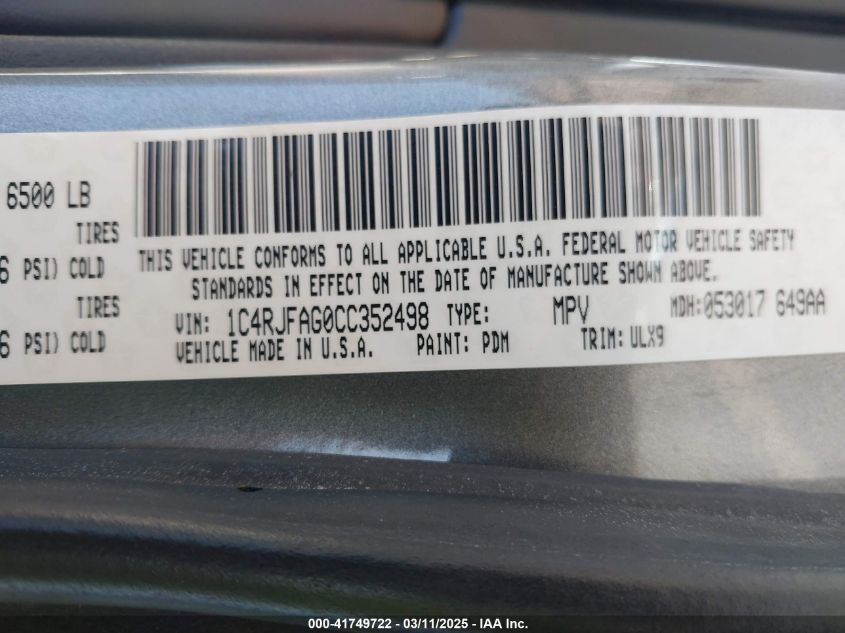 6500 LB
TIRES
6 PSI) COLD
TIRES
6 PSI) COLD
THIS VEHICLE CONFORMS TO ALL APPLICABLE U.S.A. FEDERAL MOTOR VEHICLE SAFETY
STANDARDS IN EFFECT ON THE DATE OF MANUFACTURE SHOWN ABOVE.
VIN: 1C4RJFAG0CC352498 TYPE: MPV MDH:053017 649AA
VEHICLE MADE IN U.S.A. PAINT: PDM TRIM: ULX9
000-41749722 - 03/11/2025 - IAA Inc.